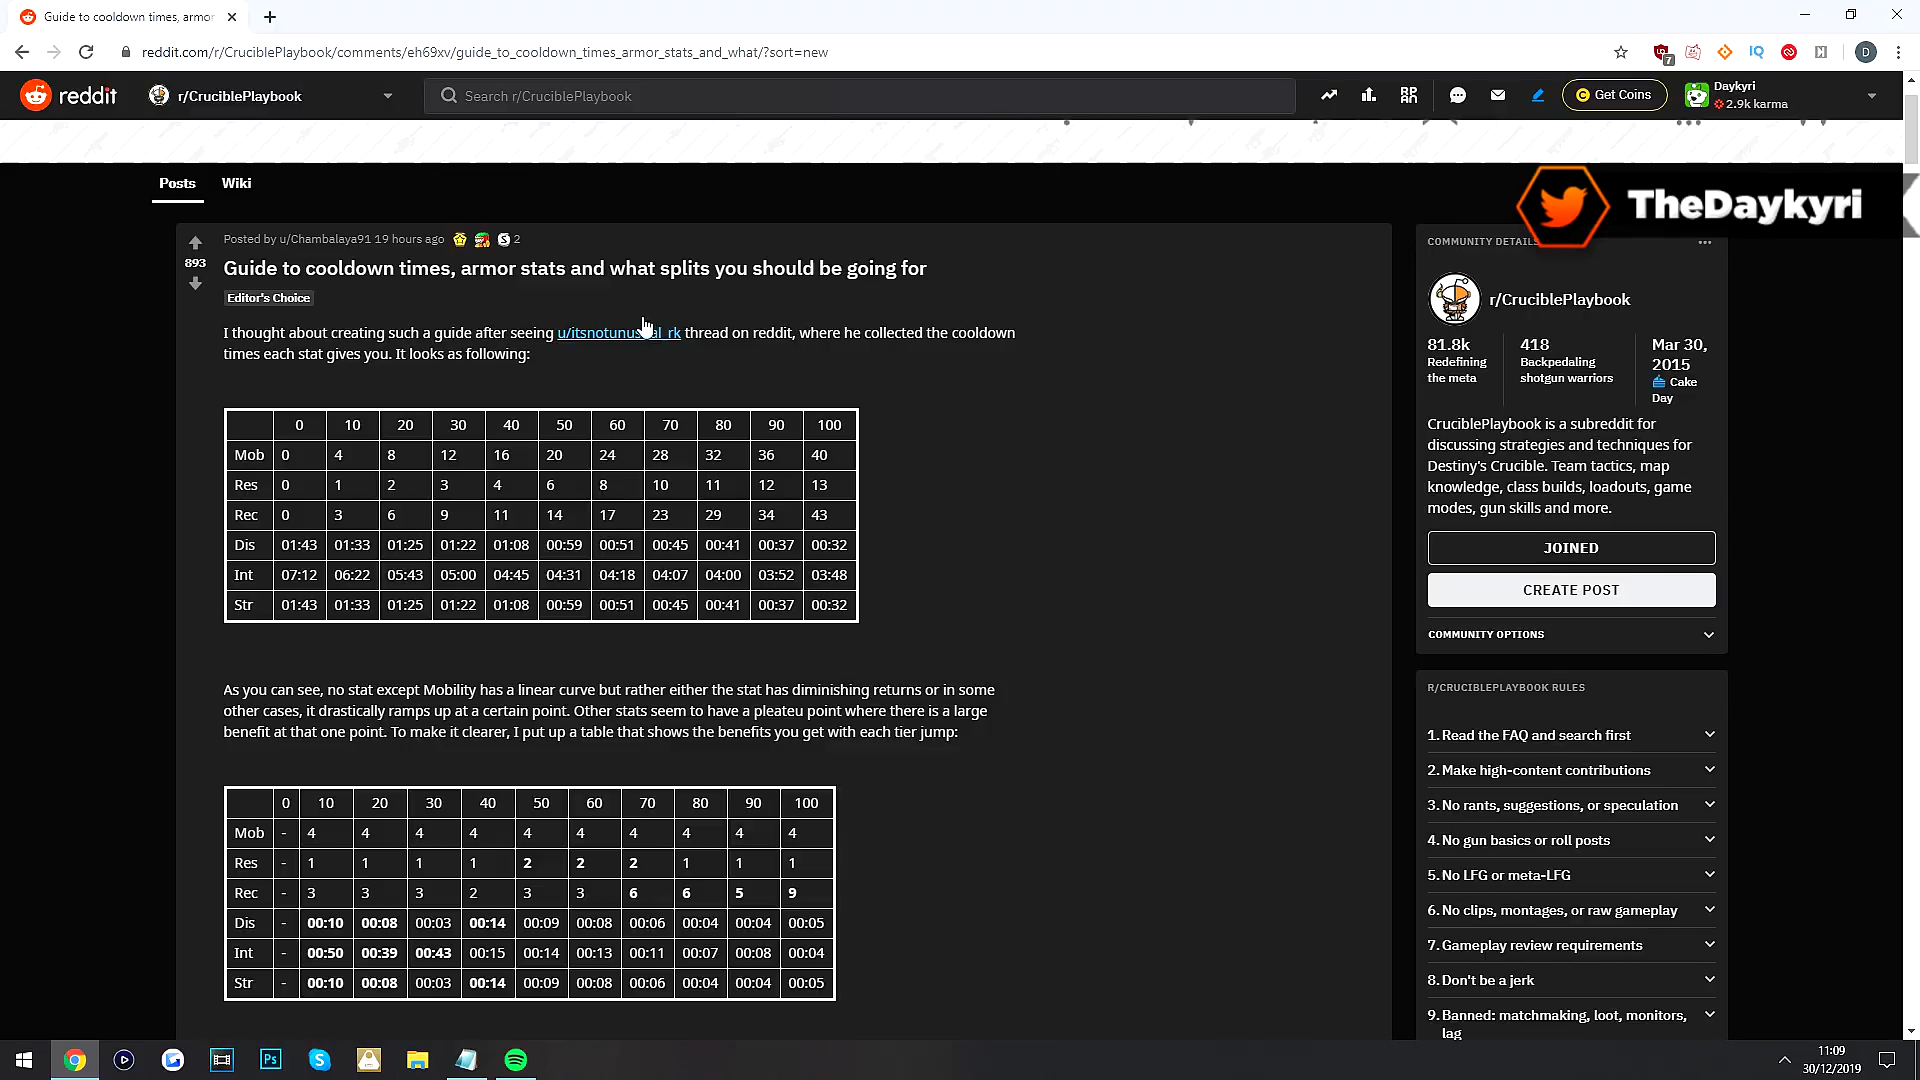 Guide to cooldown times, armor
reddit.com/r/CruciblePlaybook/comments/eh69xv/guide_to_cooldown_times_armor_stats_and_what/?sort=new
7
IQ
D
reddit
r/CruciblePlaybook
Search r/CruciblePlaybook
Get Coins
Daykyri
2.9k karma
Posts
Wiki
TheDaykyri
Posted by u/Chambalaya91 19 hours ago
2
893
Guide to cooldown times, armor stats and what splits you should be going for
Editor's Choice
I thought about creating such a guide after seeing u/itsnotunusual_rk thread on reddit, where he collected the cooldown
times each stat gives you. It looks as following:
0 10 20 30 40 50 60 70 80 90 100
Mob 0 4 8 12 16 20 24 28 32 36 40
Res 0 1 2 3 4 6 8 10 11 12 13
Rec 0 3 6 9 11 14 17 23 29 34 43
Dis 01:43 01:33 01:25 01:22 01:08 00:59 00:51 00:45 00:41 00:37 00:32
Int 07:12 06:22 05:43 05:00 04:45 04:31 04:18 04:07 04:00 03:52 03:48
Str 01:43 01:33 01:25 01:22 01:08 00:59 00:51 00:45 00:41 00:37 00:32
As you can see, no stat except Mobility has a linear curve but rather either the stat has diminishing returns or in some
other cases, it drastically ramps up at a certain point. Other stats seem to have a pleateu point where there is a large
benefit at that one point. To make it clearer, I put up a table that shows the benefits you get with each tier jump:
0 10 20 30 40 50 60 70 80 90 100
Mob - 4 4 4 4 4 4 4 4 4 4
Res - 1 1 1 1 2 2 2 1 1 1
Rec - 3 3 3 2 3 3 6 6 5 9
Dis - 00:10 00:08 00:03 00:14 00:09 00:08 00:06 00:04 00:04 00:05
Int - 00:50 00:39 00:43 00:15 00:14 00:13 00:11 00:07 00:08 00:04
Str - 00:10 00:08 00:03 00:14 00:09 00:08 00:06 00:04 00:04 00:05
COMMUNITY DETAILS
r/CruciblePlaybook
81.8k
Redefining
the meta
418
Backpedaling
shotgun warriors
Mar 30,
2015
Cake
Day
CruciblePlaybook is a subreddit for
discussing strategies and techniques for
Destiny's Crucible. Team tactics, map
knowledge, class builds, loadouts, game
modes, gun skills and more.
JOINED
CREATE POST
COMMUNITY OPTIONS
R/CRUCIBLEPLAYBOOK RULES
1. Read the FAQ and search first
2. Make high-content contributions
3. No rants, suggestions, or speculation
4. No gun basics or roll posts
5. No LFG or meta-LFG
6. No clips, montages, or raw gameplay
7. Gameplay review requirements
8. Don't be a jerk
9. Banned: matchmaking, loot, monitors,
lag
Ps
11:09
30/12/2019